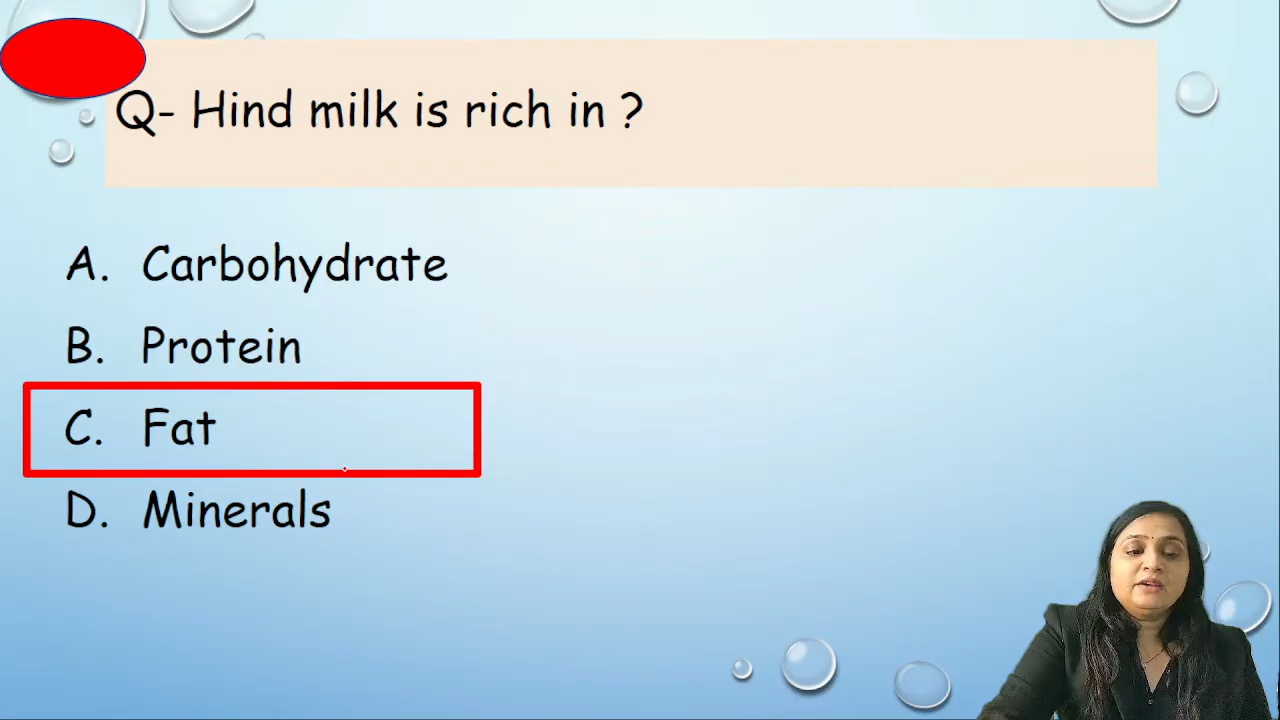 Q- Hind milk is rich in ?
A. Carbohydrate
B. Protein
C. Fat
D. Minerals